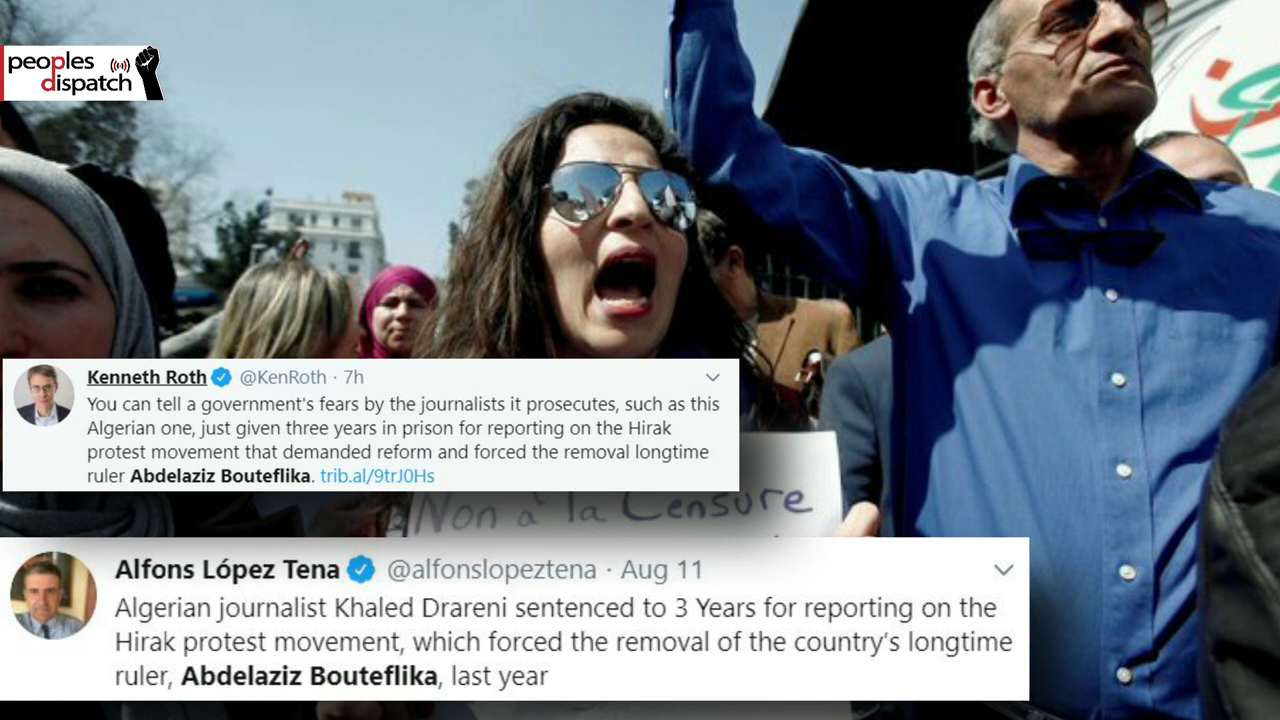 peoples
dispatch
Kenneth Roth @KenRoth · 7h
You can tell a government's fears by the journalists it prosecutes, such as this
Algerian one, just given three years in prison for reporting on the Hirak
protest movement that demanded reform and forced the removal longtime
ruler Abdelaziz Bouteflika. trib.al/9trJ0Hs
Non à la Censure
Alfons López Tena @alfonslopeztena · Aug 11
Algerian journalist Khaled Drareni sentenced to 3 Years for reporting on the
Hirak protest movement, which forced the removal of the country's longtime
ruler, Abdelaziz Bouteflika, last year